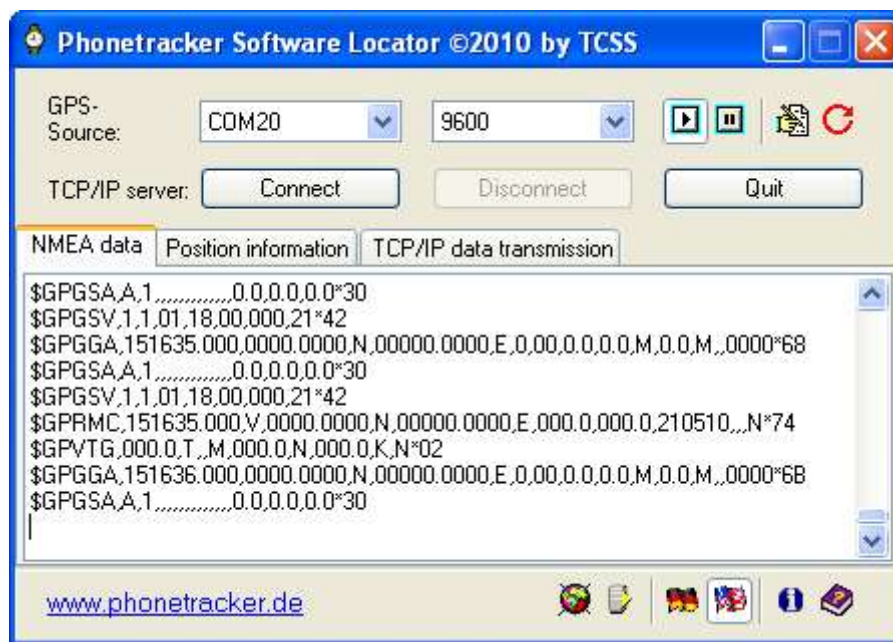 Phonetracker Software Locator ©2010 by TCSS
GPS-
Source:
COM20
9600
TCP/IP server:
Connect
Disconnect
Quit
NMEA data
Position information
TCP/IP data transmission
$GPGSA,A,1,,,,,,,,,,,,,0.0,0.0,0.0*30
$GPGSV,1,1,01,18,00,000,21*42
$GPGGA,151635.000,0000.0000,N,00000.0000,E,0,00,0.0,0.0,M,0.0,M,,0000*68
$GPGSA,A,1,,,,,,,,,,,,,0.0,0.0,0.0*30
$GPGSV,1,1,01,18,00,000,21*42
$GPRMC,151635.000,V,0000.0000,N,00000.0000,E,000.0,000.0,210510,,,N*74
$GPVTG,000.0,T,,M,000.0,N,000.0,K,N*02
$GPGGA,151636.000,0000.0000,N,00000.0000,E,0,00,0.0,0.0,M,0.0,M,,0000*6B
$GPGSA,A,1,,,,,,,,,,,,,0.0,0.0,0.0*30
www.phonetracker.de